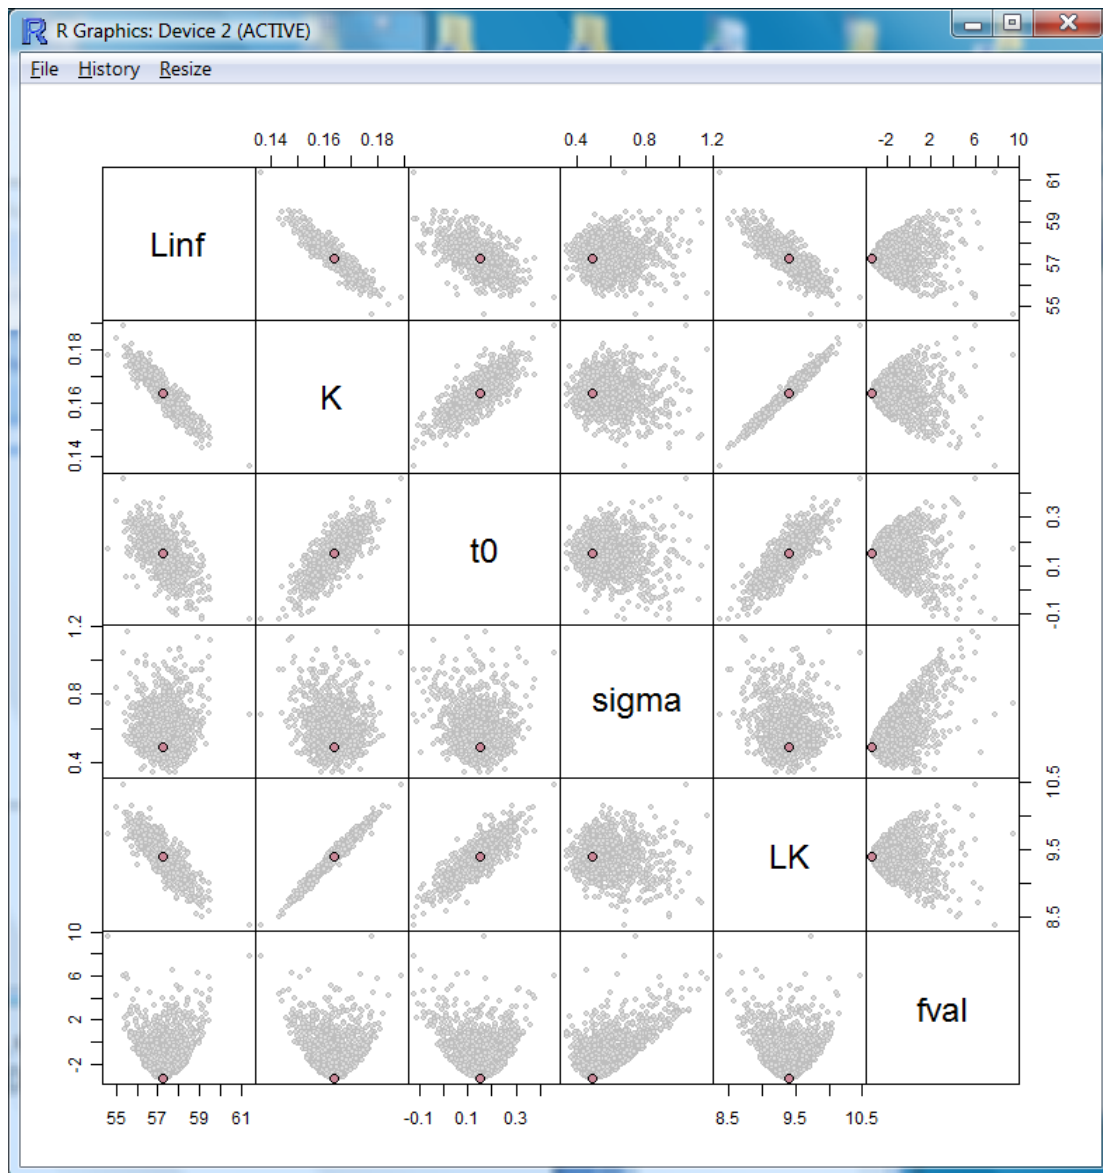 R Graphics: Device 2 (ACTIVE)
File History Resize
0.14 0.16 0.18 0.4 0.8 1.2 -2 2 6 10
Linf
55 57 59 61
K
0.14 0.16 0.18
t0
-0.1 0.1 0.3
sigma
0.4 0.8 1.2
LK
8.5 9.5 10.5
fval
-2 2 6 10
55 57 59 61 -0.1 0.1 0.3 8.5 9.5 10.5